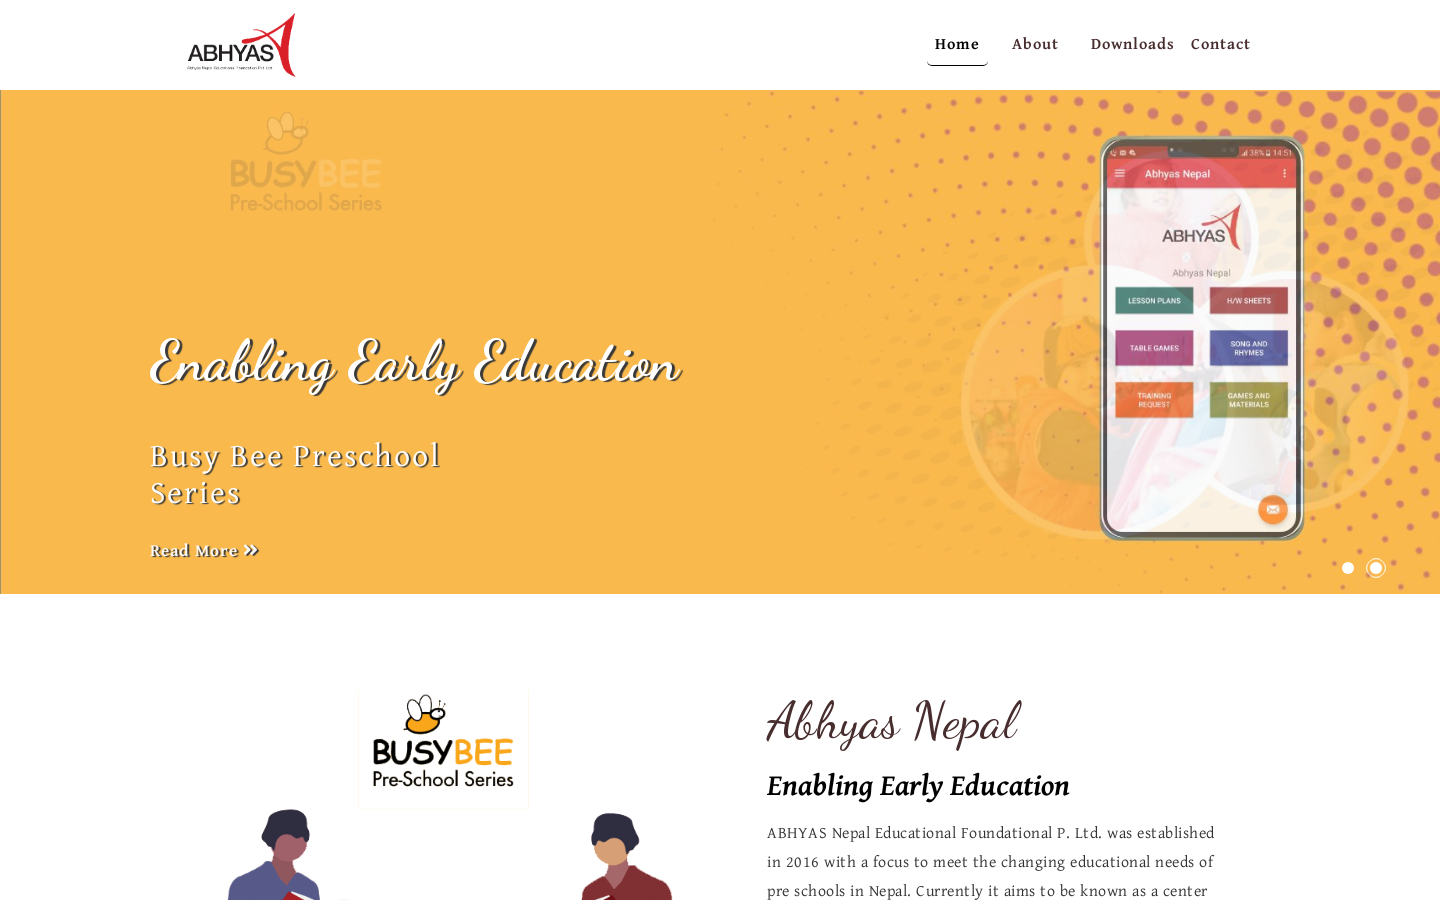 ABHYAS
Abhyas Nepal Educational Foundation Pvt. Ltd
Home
About
Downloads
Contact
BUSYBEE
Pre-School Series
Enabling Early Education
Busy Bee Preschool
Series
Read More
38% 14:51
Abhyas Nepal
ABHYAS
Abhyas Nepal
LESSON PLANS
H/W SHEETS
TABLE GAMES
SONG AND
RHYMES
TRAINING
REQUEST
GAMES AND
MATERIALS
BUSYBEE
Pre-School Series
Abhyas Nepal
Enabling Early Education
ABHYAS Nepal Educational Foundational P. Ltd. was established
in 2016 with a focus to meet the changing educational needs of
pre schools in Nepal. Currently it aims to be known as a center